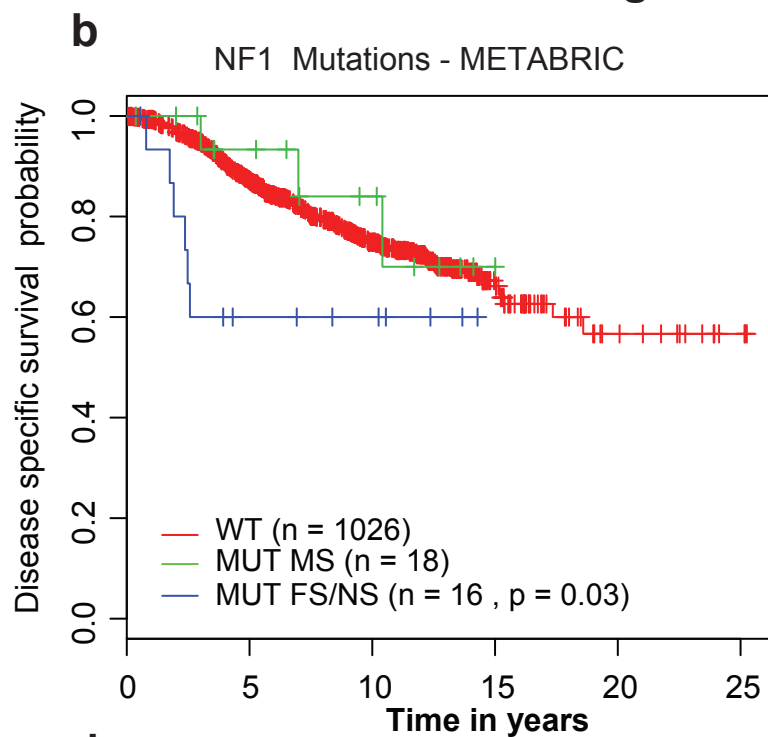 b
NF1 Mutations - METABRIC
Disease specific survival probability
1.0
0.8
0.6
0.4
0.2
0.0
WT (n = 1026)
MUT MS (n = 18)
MUT FS/NS (n = 16 , p = 0.03)
0 5 10 15 20 25
Time in years